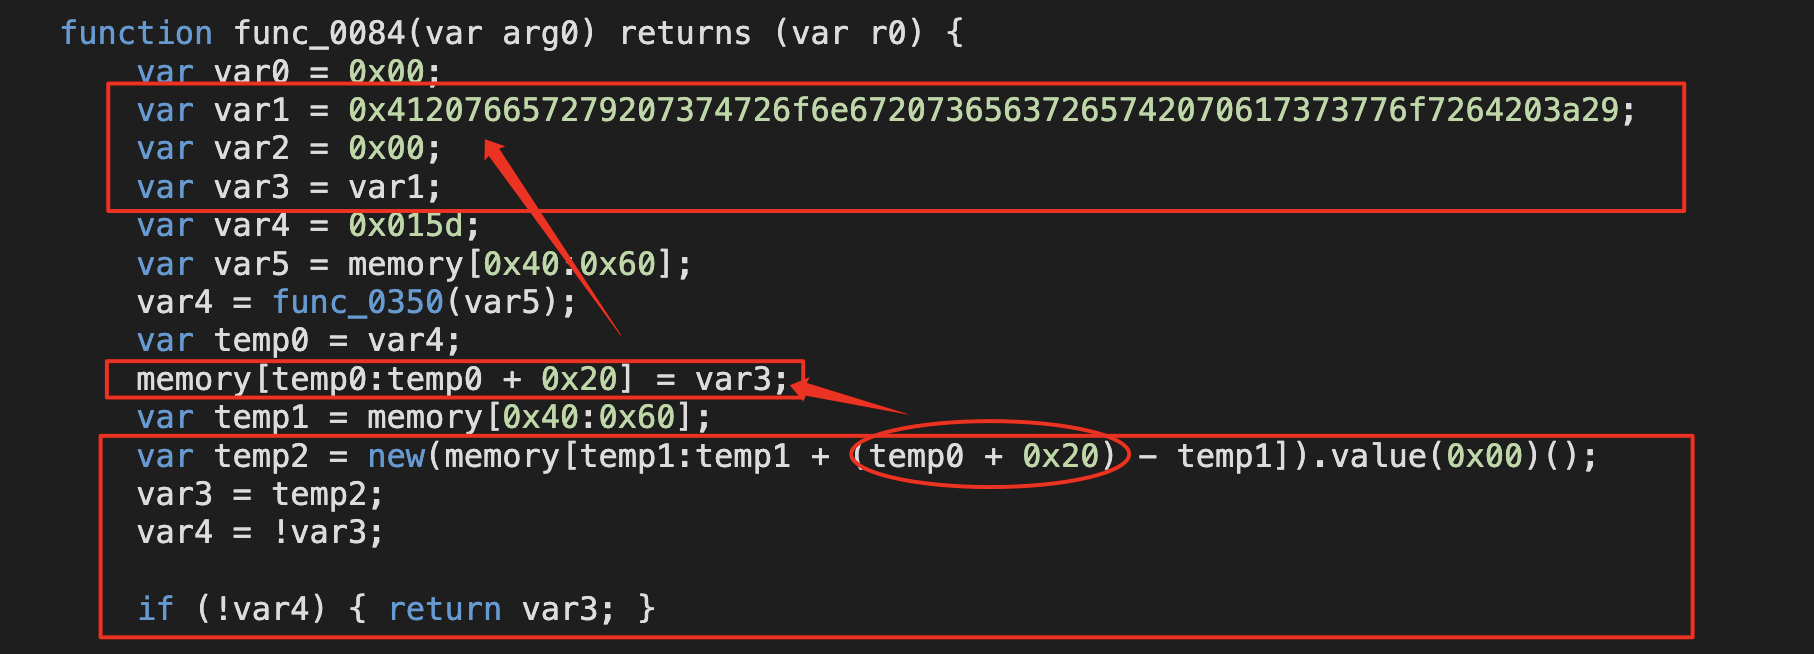 function func_0084(var arg0) returns (var r0) {
var var0 = 0x00;
var var1 = 0x412076657279207374726f6e67207365637265742070617373776f7264203a29;
var var2 = 0x00;
var var3 = var1;
var var4 = 0x015d;
var var5 = memory[0x40:0x60];
var4 = func_0350(var5);
var temp0 = var4;
memory[temp0:temp0 + 0x20] = var3;
var temp1 = memory[0x40:0x60];
var temp2 = new(memory[temp1:temp1 + (temp0 + 0x20) - temp1]).value(0x00)();
var3 = temp2;
var4 = !var3;
if (!var4) { return var3; }